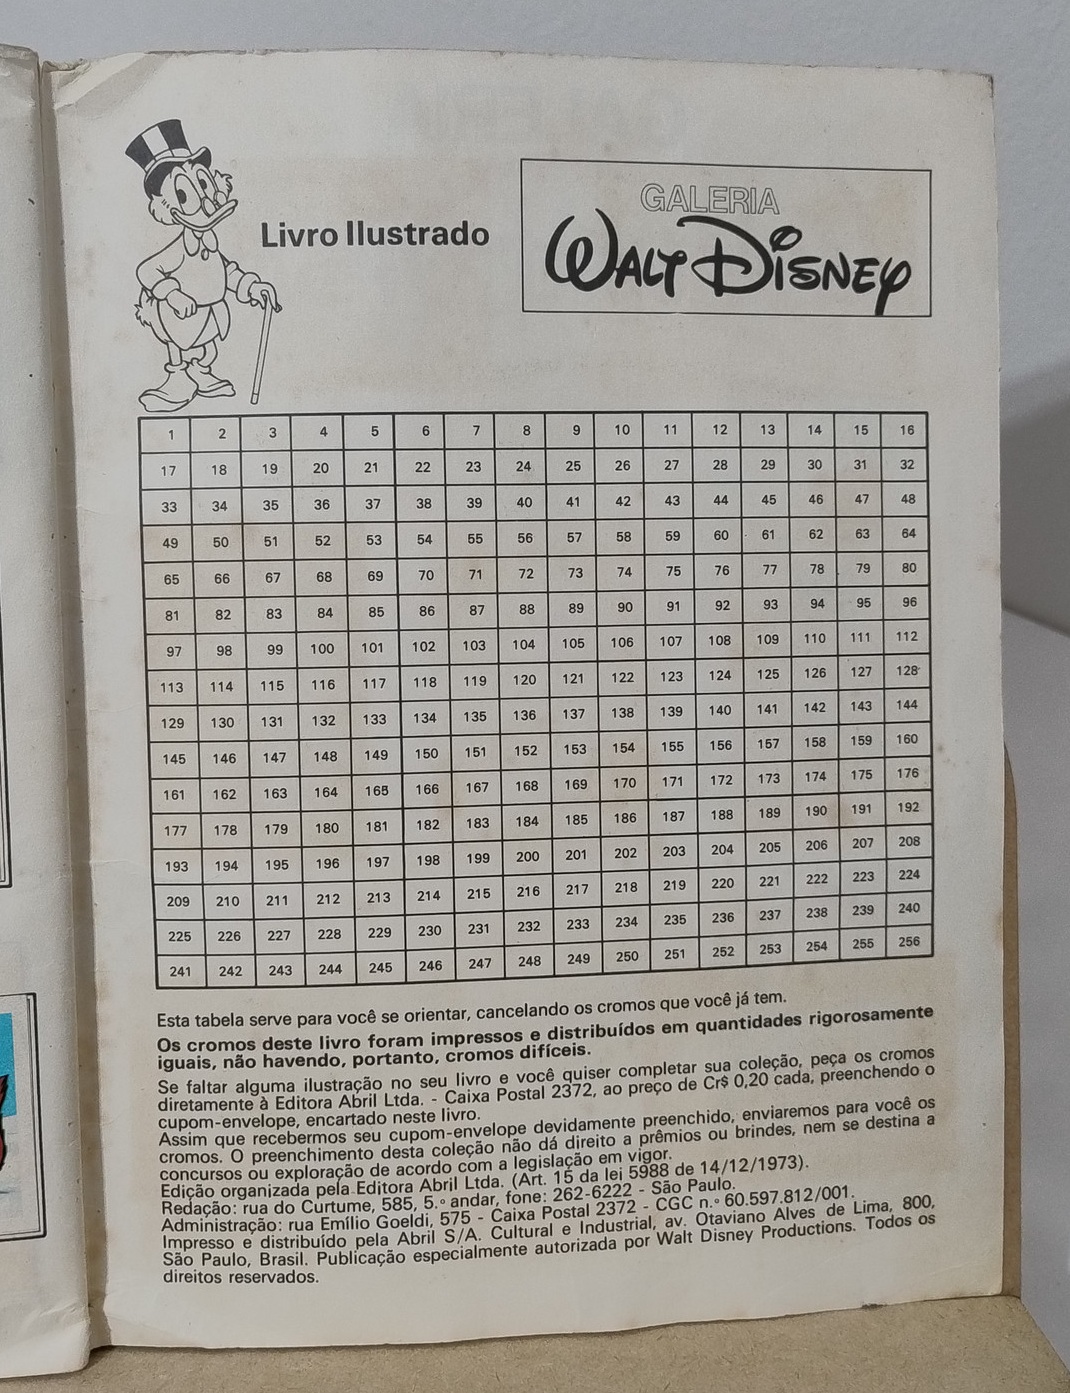 Livro Ilustrado
GALERIA
WALT DISNEY
1 2 3 4 5 6 7 8 9 10 11 12 13 14 15 16
17 18 19 20 21 22 23 24 25 26 27 28 29 30 31 32
33 34 35 36 37 38 39 40 41 42 43 44 45 46 47 48
49 50 51 52 53 54 55 56 57 58 59 60 61 62 63 64
65 66 67 68 69 70 71 72 73 74 75 76 77 78 79 80
81 82 83 84 85 86 87 88 89 90 91 92 93 94 95 96
97 98 99 100 101 102 103 104 105 106 107 108 109 110 111 112
113 114 115 116 117 118 119 120 121 122 123 124 125 126 127 128
129 130 131 132 133 134 135 136 137 138 139 140 141 142 143 144
145 146 147 148 149 150 151 152 153 154 155 156 157 158 159 160
161 162 163 164 165 166 167 168 169 170 171 172 173 174 175 176
177 178 179 180 181 182 183 184 185 186 187 188 189 190 191 192
193 194 195 196 197 198 199 200 201 202 203 204 205 206 207 208
209 210 211 212 213 214 215 216 217 218 219 220 221 222 223 224
225 226 227 228 229 230 231 232 233 234 235 236 237 238 239 240
241 242 243 244 245 246 247 248 249 250 251 252 253 254 255 256
Esta tabela serve para você se orientar, cancelando os cromos que você já tem.
Os cromos deste livro foram impressos e distribuídos em quantidades rigorosamente
iguais, não havendo, portanto, cromos difíceis.
Se faltar alguma ilustração no seu livro e você quiser completar sua coleção, peça os cromos
diretamente à Editora Abril Ltda. - Caixa Postal 2372, ao preço de Cr$ 0,20 cada, preenchendo o
cupom-envelope, encartado neste livro.
Assim que recebermos seu cupom-envelope devidamente preenchido, enviaremos para você os
cromos. O preenchimento desta coleção não dá direito a prêmios ou brindes, nem se destina a
concursos ou exploração de acordo com a legislação em vigor.
Edição organizada pela Editora Abril Ltda. (Art. 15 da lei 5988 de 14/12/1973).
Redação: rua do Curtume, 585, 5.º andar, fone: 262-6222 - São Paulo.
Administração: rua Emílio Goeldi, 575 - Caixa Postal 2372 - CGC n.º 60.597.812/001.
Impresso e distribuído pela Abril S/A. Cultural e Industrial, av. Otaviano Alves de Lima, 800,
São Paulo, Brasil. Publicação especialmente autorizada por Walt Disney Productions. Todos os
direitos reservados.